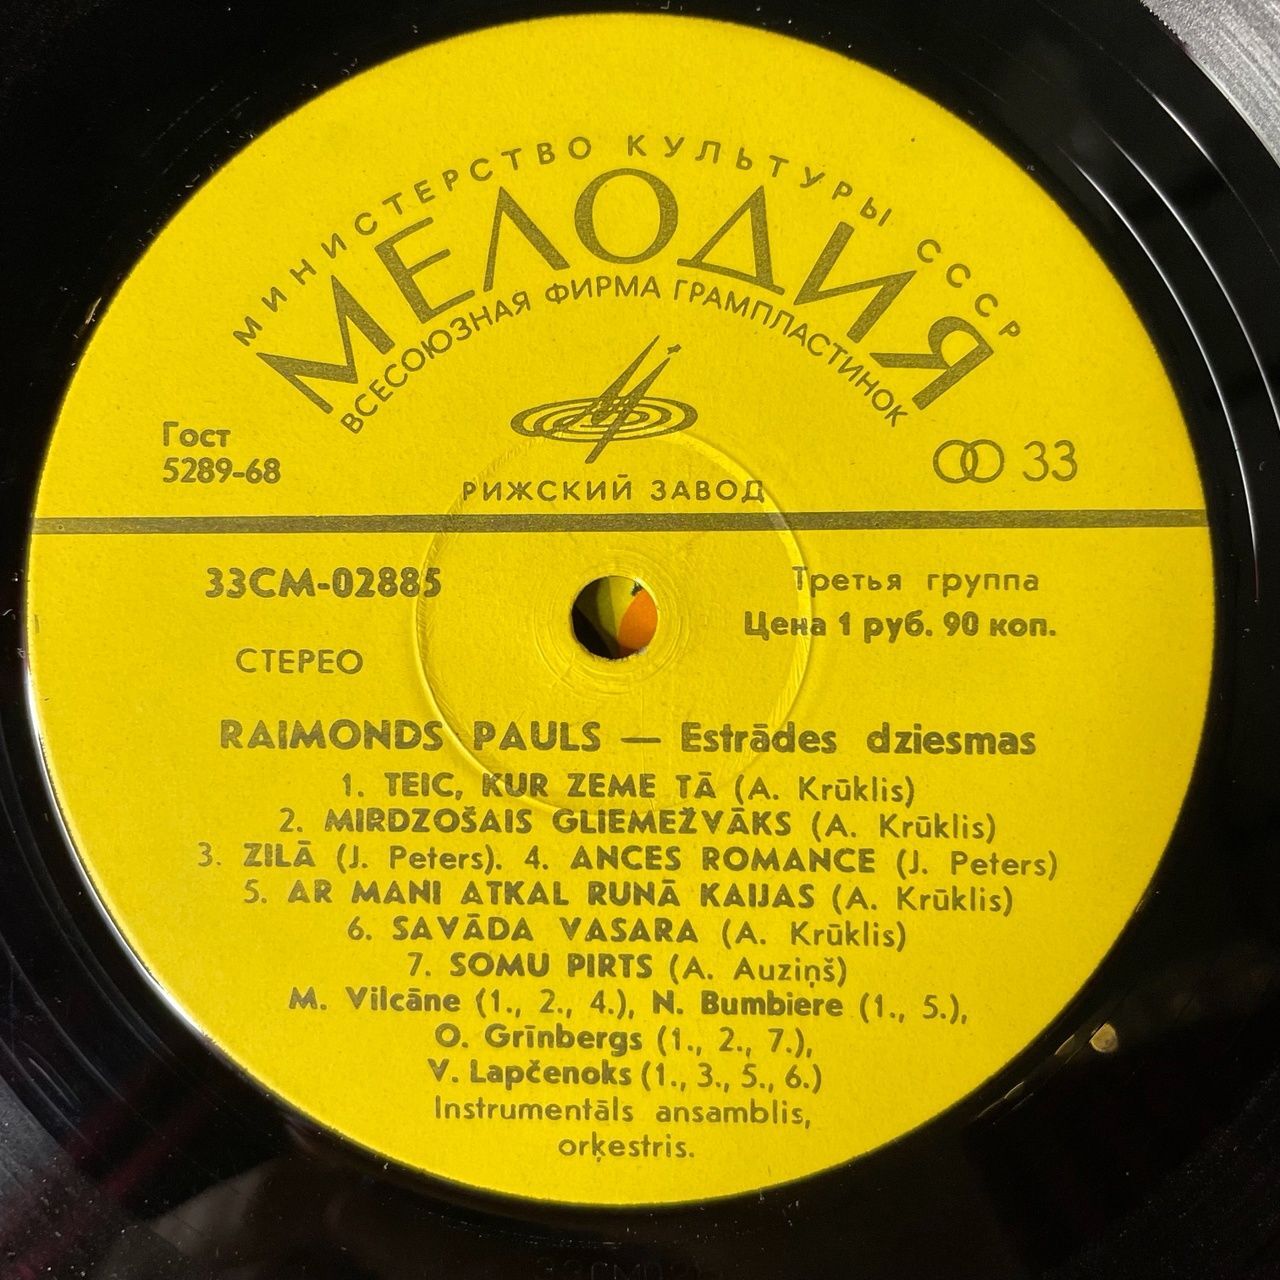 МИНИСТЕРСТВО КУЛЬТУРЫ СССР
МЕЛОДИЯ
ВСЕСОЮЗНАЯ ФИРМА ГРАМПЛАСТИНОК
Гост
5289-68
33
РИЖСКИЙ ЗАВОД
33СМ-02885
Третья группа
Цена 1 руб. 90 коп.
СТЕРЕО
RAIMONDS PAULS — Estrādes dziesmas
1. TEIC, KUR ZEME TĀ (A. Krūklis)
2. MIRDZOŠAIS GLIEMEŽVĀKS (A. Krūklis)
3. ZILĀ (J. Peters). 4. ANCES ROMANCE (J. Peters)
5. AR MANI ATKAL RUNĀ KAIJAS (A. Krūklis)
6. SAVĀDA VASARA (A. Krūklis)
7. SOMU PIRTS (A. Auziņš)
M. Vilcāne (1., 2., 4.), N. Bumbiere (1., 5.),
O. Grīnbergs (1., 2., 7.),
V. Lapčenoks (1., 3., 5., 6.)
Instrumentāls ansamblis,
orķestris.